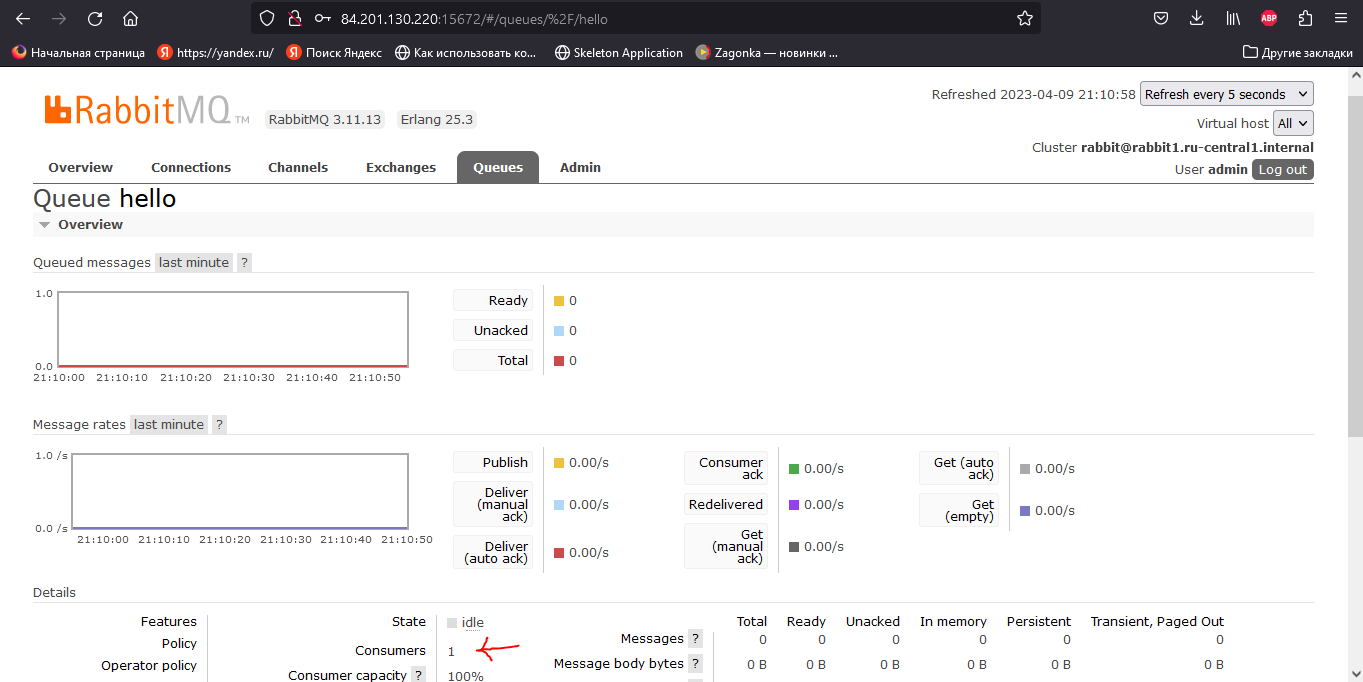 84.201.130.220:15672/#/queues/%2F/hello
ABP
Начальная страница
Я https://yandex.ru/
Я Поиск Яндекс
Как использовать ко...
Skeleton Application
Zagonka — новинки ...
Другие закладки
RabbitMQ TM
RabbitMQ 3.11.13
Erlang 25.3
Refreshed 2023-04-09 21:10:58 Refresh every 5 seconds
Virtual host All
Cluster rabbit@rabbit1.ru-central1.internal
User admin Log out
Overview Connections Channels Exchanges Queues Admin
Queue hello
Overview
Queued messages last minute ?
1.0
0.0
21:10:00 21:10:10 21:10:20 21:10:30 21:10:40 21:10:50
Ready 0
Unacked 0
Total 0
Message rates last minute ?
1.0 /s
0.0 /s
21:10:00 21:10:10 21:10:20 21:10:30 21:10:40 21:10:50
Publish 0.00/s
Deliver
(manual
ack)
0.00/s
Deliver
(auto ack)
0.00/s
Consumer
ack
0.00/s
Redelivered 0.00/s
Get
(manual
ack)
0.00/s
Get (auto
ack)
0.00/s
Get
(empty)
0.00/s
Details
Features
Policy
Operator policy
State idle
Consumers 1
Consumer capacity ? 100%
Total Ready Unacked In memory Persistent Transient, Paged Out
Messages ? 0 0 0 0 0 0
Message body bytes ? 0 B 0 B 0 B 0 B 0 B 0 B